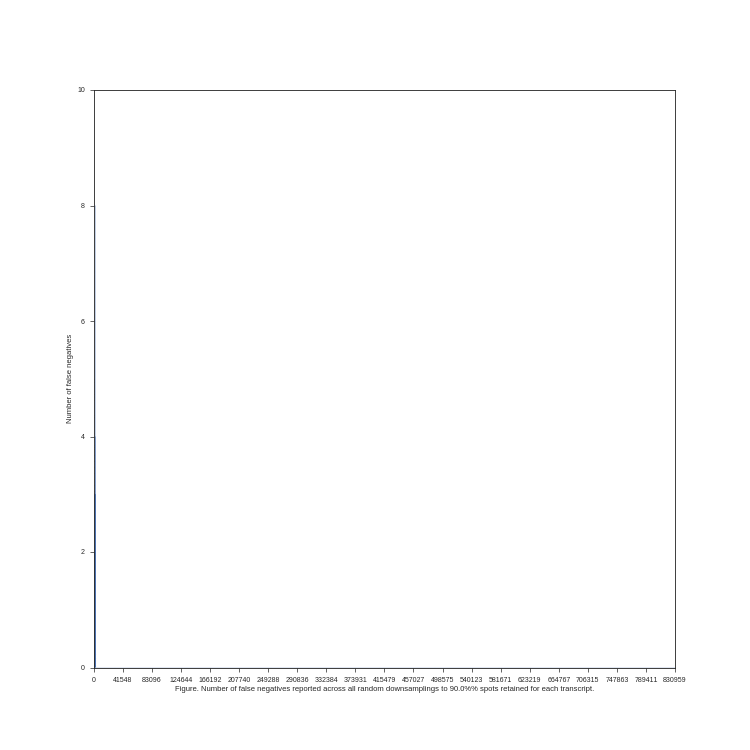 10
8
6
4
2
0
Number of false negatives
0 41548 83096 124644 166192 207740 249288 290836 332384 373931 415479 457027 498575 540123 581671 623219 664767 706315 747863 789411 830959
Figure. Number of false negatives reported across all random downsamplings to 90.0%% spots retained for each transcript.